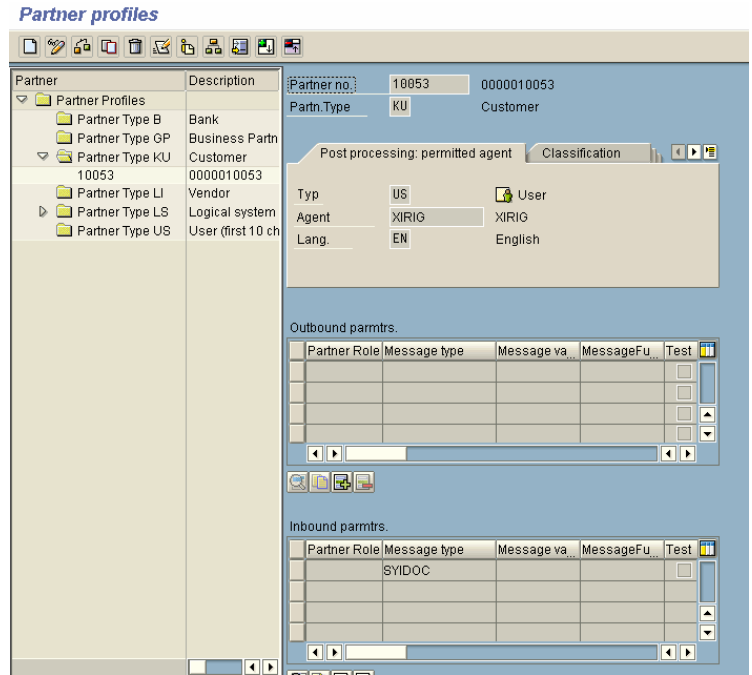 Partner profiles
Partner Description
Partner Profiles
Partner Type B Bank
Partner Type GP Business Partn
Partner Type KU Customer
10053 0000010053
Partner Type LI Vendor
Partner Type LS Logical system
Partner Type US User (first 10 ch
Partner no. 10053 0000010053
Partn.Type KU Customer
Post processing: permitted agent Classification
Typ US User
Agent XIRIG XIRIG
Lang. EN English
Outbound parmtrs.
Partner Role Message type Message va... MessageFu... Test
Inbound parmtrs.
Partner Role Message type Message va... MessageFu... Test
SYIDOC